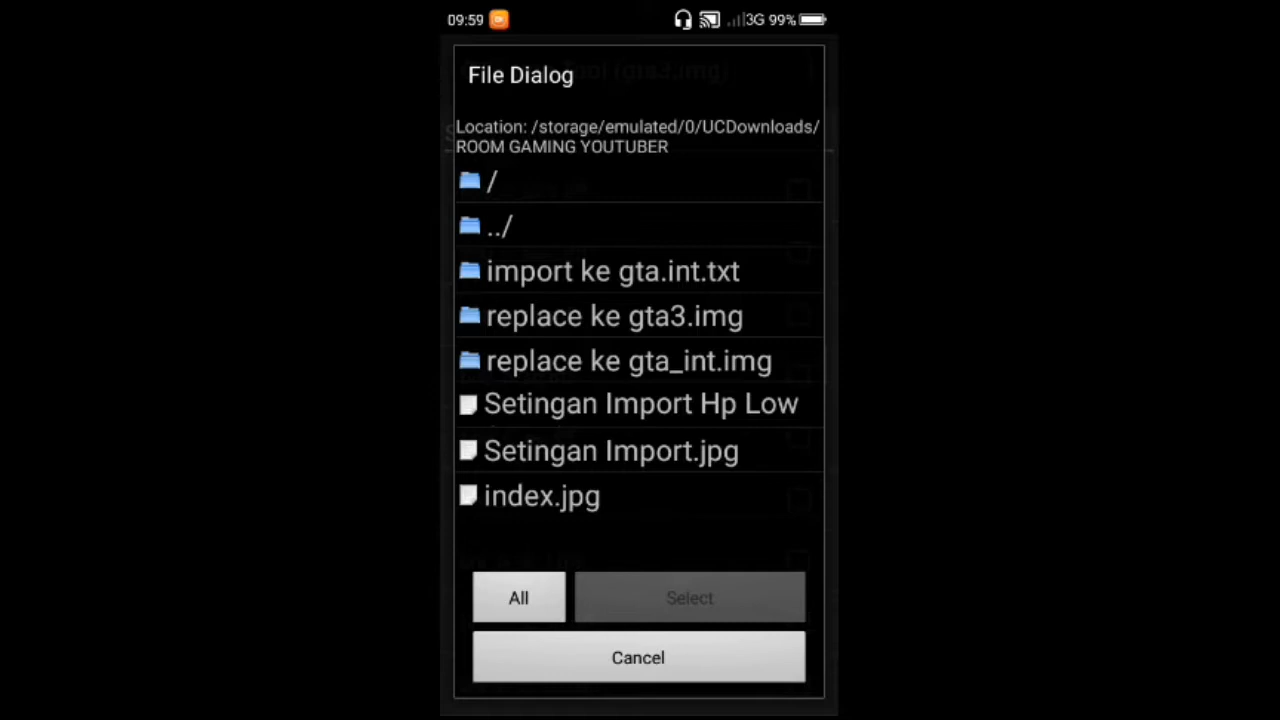 09:59 3G 99%
File Dialog
Location: /storage/emulated/0/UCDownloads/
ROOM GAMING YOUTUBER
/
../
import ke gta.int.txt
replace ke gta3.img
replace ke gta_int.img
Setingan Import Hp Low
Setingan Import.jpg
index.jpg
All Select
Cancel